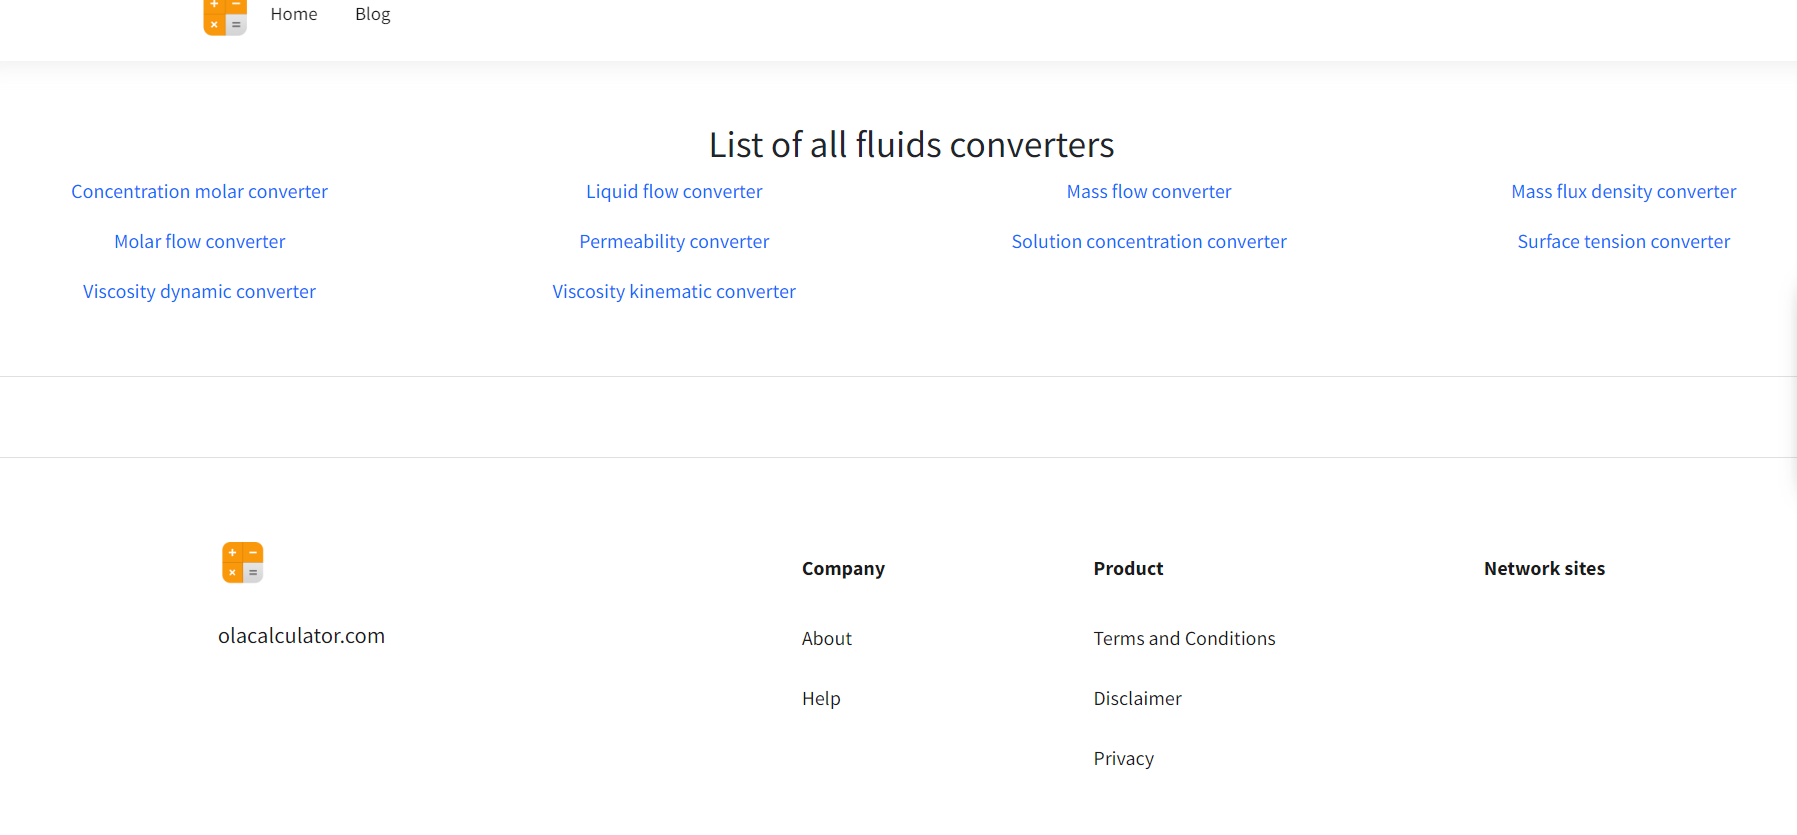 Home Blog
List of all fluids converters
Concentration molar converter Liquid flow converter Mass flow converter Mass flux density converter
Molar flow converter Permeability converter Solution concentration converter Surface tension converter
Viscosity dynamic converter Viscosity kinematic converter
Company Product Network sites
olacalculator.com
About Terms and Conditions
Help Disclaimer
Privacy